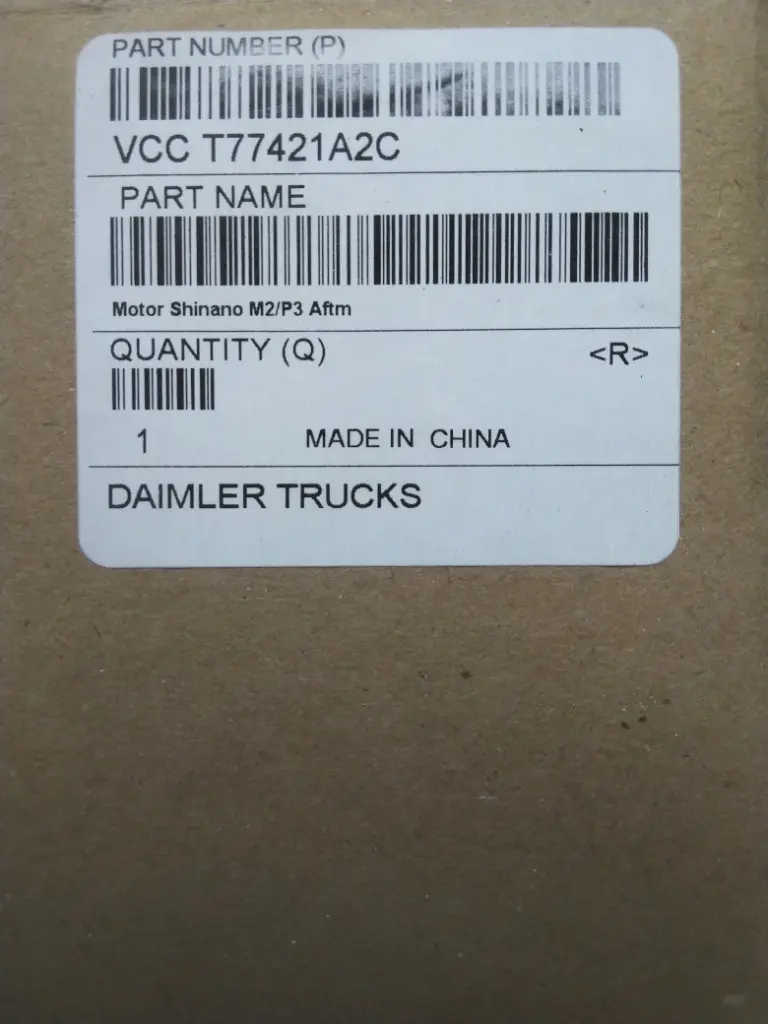 PART NUMBER (P)
VCC T77421A2C
PART NAME
Motor Shinano M2/P3 Aftm
QUANTITY (Q) <R>
1 MADE IN CHINA
DAIMLER TRUCKS